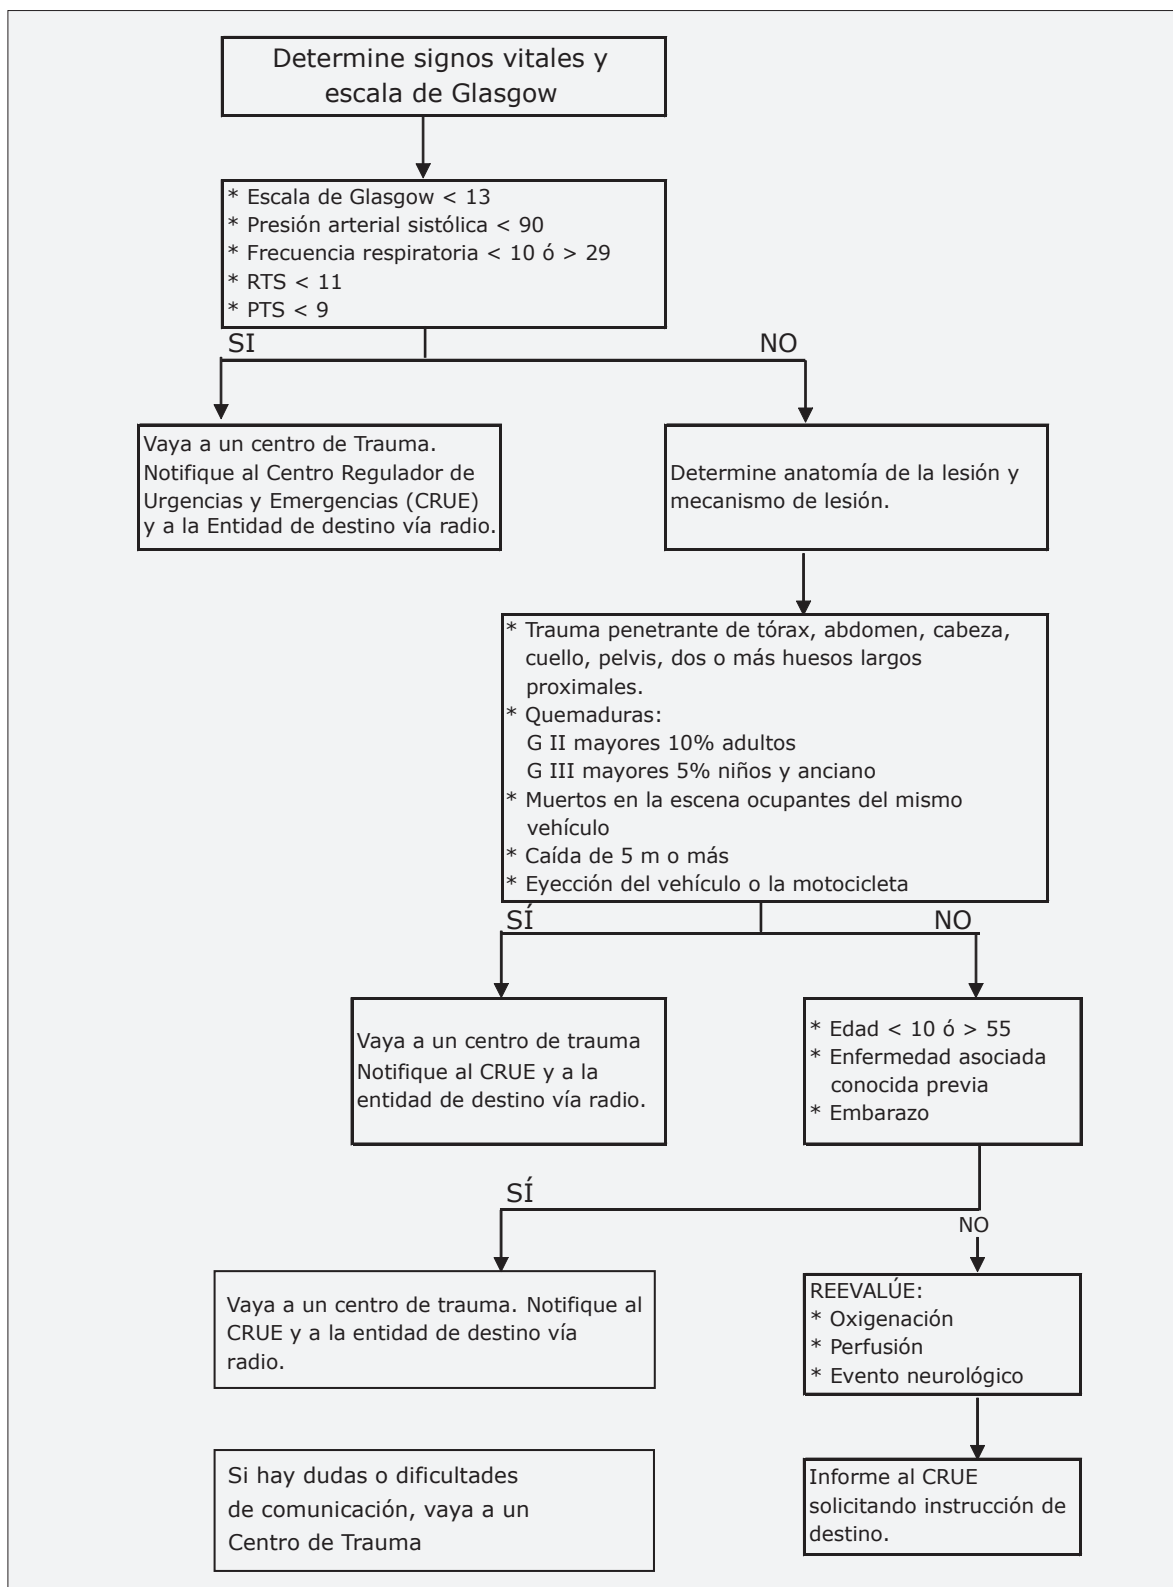 Determine signos vitales y
escala de Glasgow
* Escala de Glasgow < 13
* Presión arterial sistólica < 90
* Frecuencia respiratoria < 10 ó > 29
* RTS < 11
* PTS < 9
SI
NO
Vaya a un centro de Trauma.
Notifique al Centro Regulador de
Urgencias y Emergencias (CRUE)
y a la Entidad de destino vía radio.
Determine anatomía de la lesión y
mecanismo de lesión.
* Trauma penetrante de tórax, abdomen, cabeza,
cuello, pelvis, dos o más huesos largos
proximales.
* Quemaduras:
G II mayores 10% adultos
G III mayores 5% niños y anciano
* Muertos en la escena ocupantes del mismo
vehículo
* Caída de 5 m o más
* Eyección del vehículo o la motocicleta
SÍ
NO
Vaya a un centro de trauma
Notifique al CRUE y a la
entidad de destino vía radio.
* Edad < 10 ó > 55
* Enfermedad asociada
conocida previa
* Embarazo
SÍ
NO
Vaya a un centro de trauma. Notifique al
CRUE y a la entidad de destino vía
radio.
REEVALÚE:
* Oxigenación
* Perfusión
* Evento neurológico
Si hay dudas o dificultades
de comunicación, vaya a un
Centro de Trauma
Informe al CRUE
solicitando instrucción de
destino.